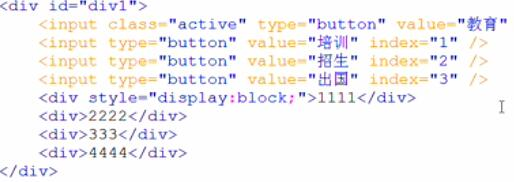 <div id="div1">
<input class="active" type="button" value="教育"
<input type="button" value="培训" index="1" />
<input type="button" value="招生" index="2" />
<input type="button" value="出国" index="3" />
<div style="display:block;">1111</div>
<div>2222</div>
<div>333</div>
<div>4444</div>
</div>